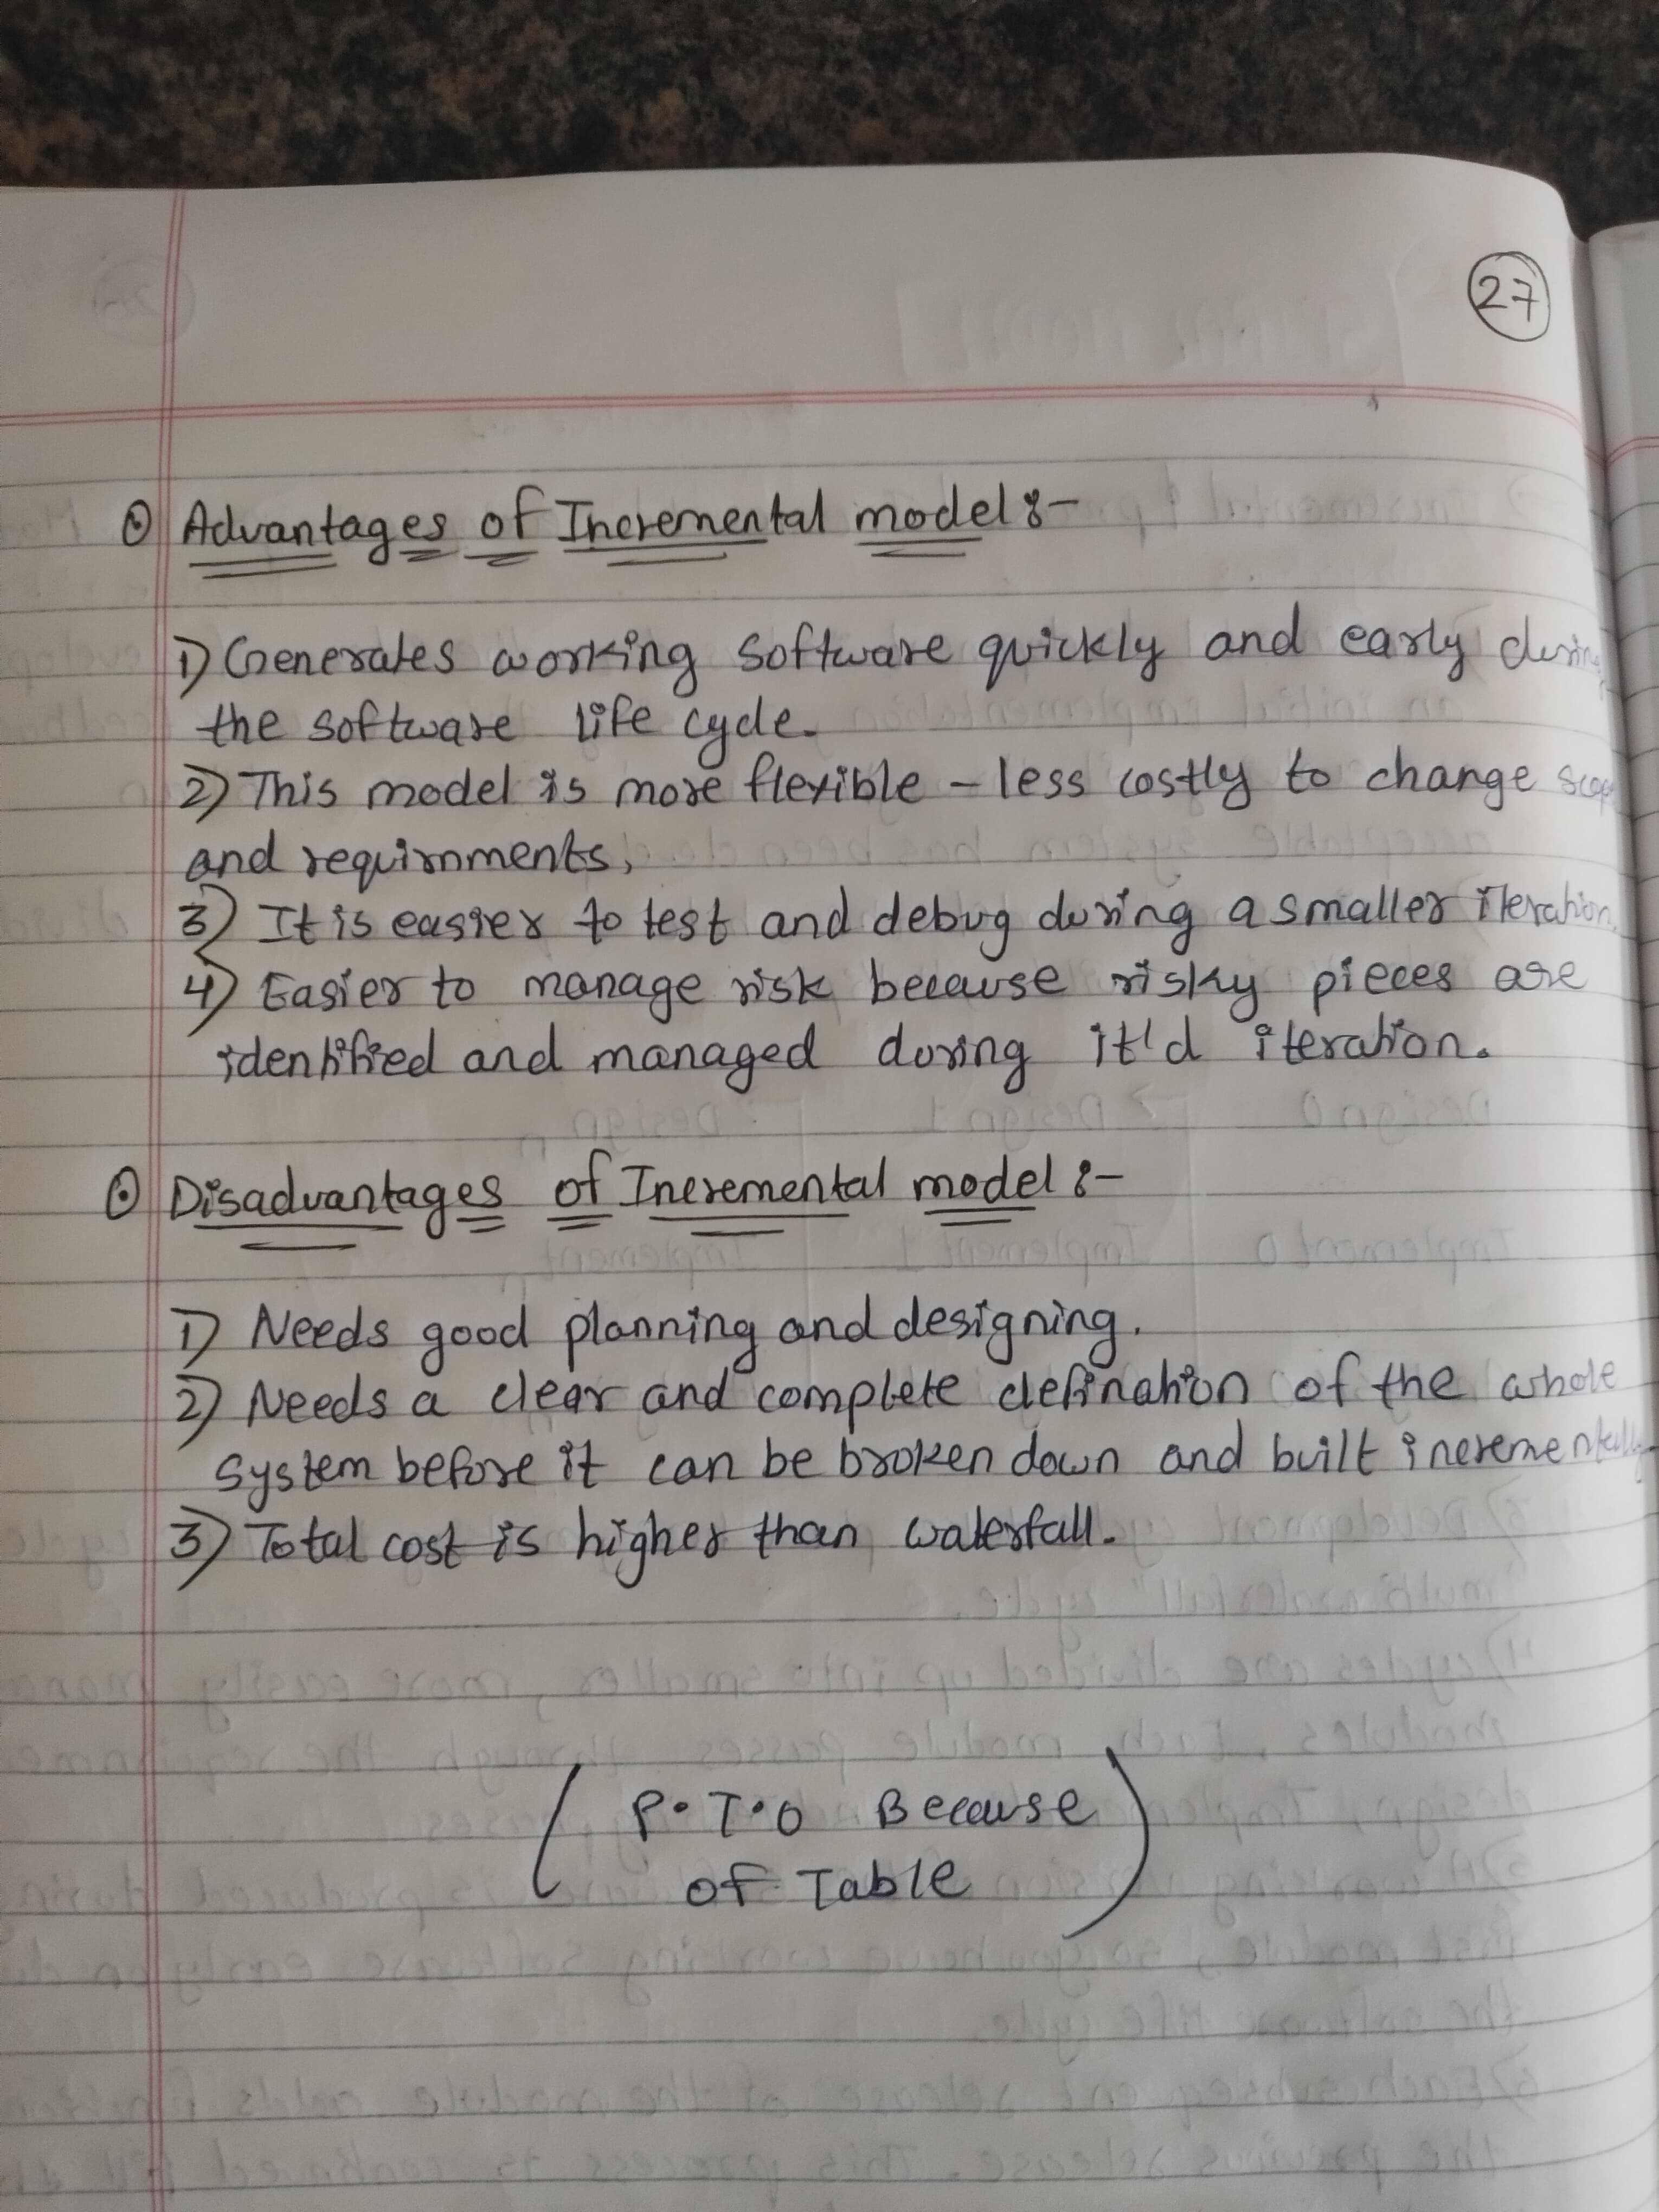 27
⊙ Advantages of Incremental model :-
1) Generates working software quickly and early during
the software life cycle.
2) This model is more flexible - less costly to change scope
and requirnments,
3) It is easier to test and debug during a smaller iteration.
4) Easier to manage risk because risky pieces are
identified and managed during it'd iteration.
⊙ Disadvantages of Incremental model :-
1) Needs good planning and designing.
2) Needs a clear and complete defination of the whole
system before it can be broken down and built incrementally
3) Total cost is higher than waterfall.
( P.T.O Because
of Table )